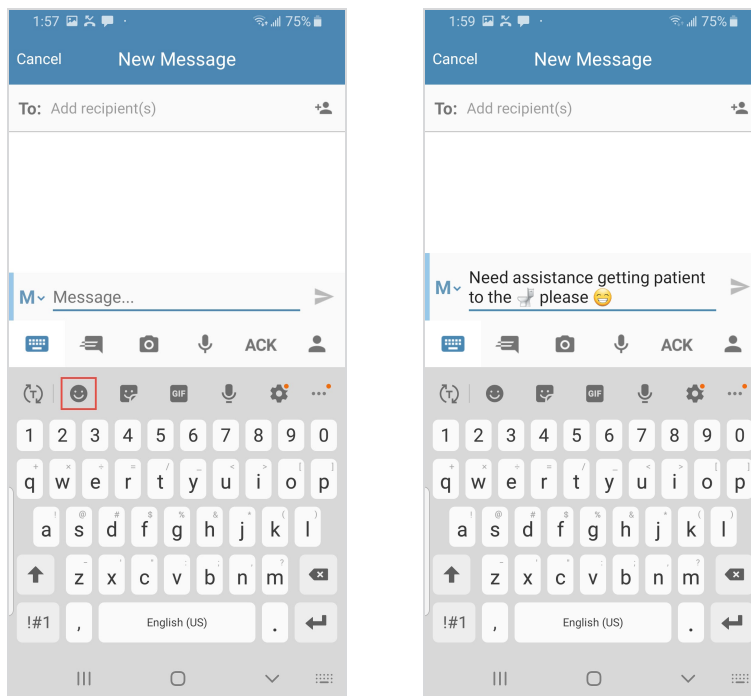 1:57 75%
Cancel New Message
To: Add recipient(s)
M Message...
ACK
T GIF
1 2 3 4 5 6 7 8 9 0
+ × ÷ = / _ < > [ ]
q w e r t y u i o p
! @ # $ % & * ( )
a s d f g h j k l
- ' " : ; , ?
z x c v b n m
!#1 , English (US) .
1:59 75%
Cancel New Message
To: Add recipient(s)
M Need assistance getting patient
to the 🚽 please 😁
ACK
T GIF
1 2 3 4 5 6 7 8 9 0
+ × ÷ = / _ < > [ ]
q w e r t y u i o p
! @ # $ % & * ( )
a s d f g h j k l
- ' " : ; , ?
z x c v b n m
!#1 , English (US) .